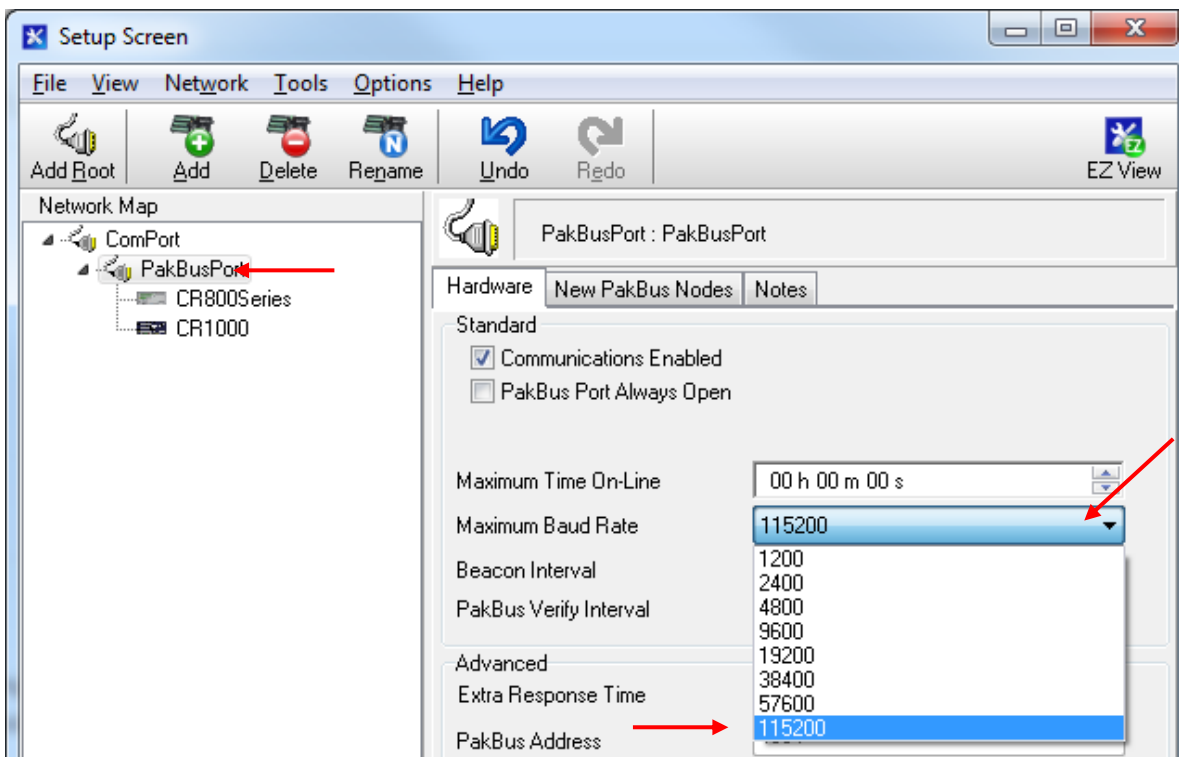 Setup Screen
File View Network Tools Options Help
Add Root Add Delete Rename Undo Redo EZ View
Network Map
ComPort
PakBusPort
CR800Series
CR1000
PakBusPort : PakBusPort
Hardware New PakBus Nodes Notes
Standard
Communications Enabled
PakBus Port Always Open
Maximum Time On-Line 00 h 00 m 00 s
Maximum Baud Rate 115200
1200
2400
4800
9600
19200
38400
57600
115200
Beacon Interval
PakBus Verify Interval
Advanced
Extra Response Time
PakBus Address